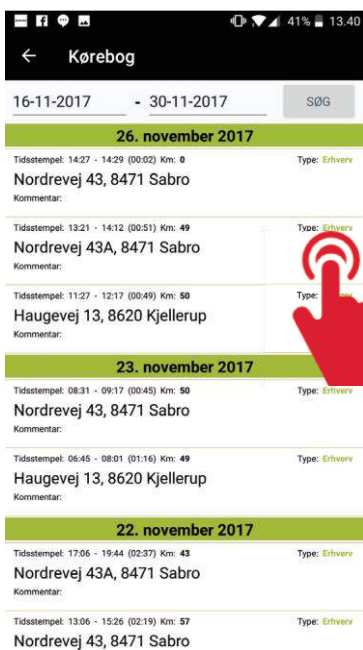 41% 13.40
Kørebog
16-11-2017 - 30-11-2017 SØG
26. november 2017
Tidsstempel: 14:27 - 14:29 (00:02) Km: 0 Type: Erhverv
Nordrevej 43, 8471 Sabro
Kommentar:
Tidsstempel: 13:21 - 14:12 (00:51) Km: 49 Type: Erhverv
Nordrevej 43A, 8471 Sabro
Kommentar:
Tidsstempel: 11:27 - 12:17 (00:49) Km: 50 Type:
Haugevej 13, 8620 Kjellerup
Kommentar:
23. november 2017
Tidsstempel: 08:31 - 09:17 (00:45) Km: 50 Type: Erhverv
Nordrevej 43, 8471 Sabro
Kommentar:
Tidsstempel: 06:45 - 08:01 (01:16) Km: 49 Type: Erhverv
Haugevej 13, 8620 Kjellerup
Kommentar:
22. november 2017
Tidsstempel: 17:06 - 19:44 (02:37) Km: 43 Type: Erhverv
Nordrevej 43A, 8471 Sabro
Kommentar:
Tidsstempel: 13:06 - 15:26 (02:19) Km: 57 Type: Erhverv
Nordrevej 43, 8471 Sabro